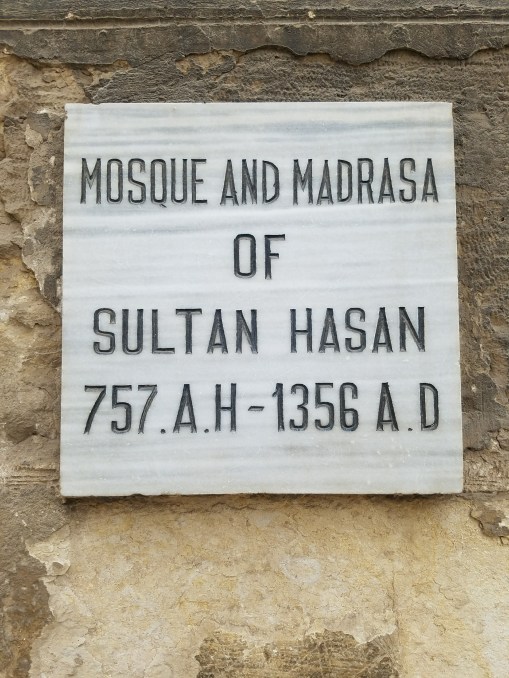 MOSQUE AND MADRASA
OF
SULTAN HASAN
757.A.H-1356 A.D